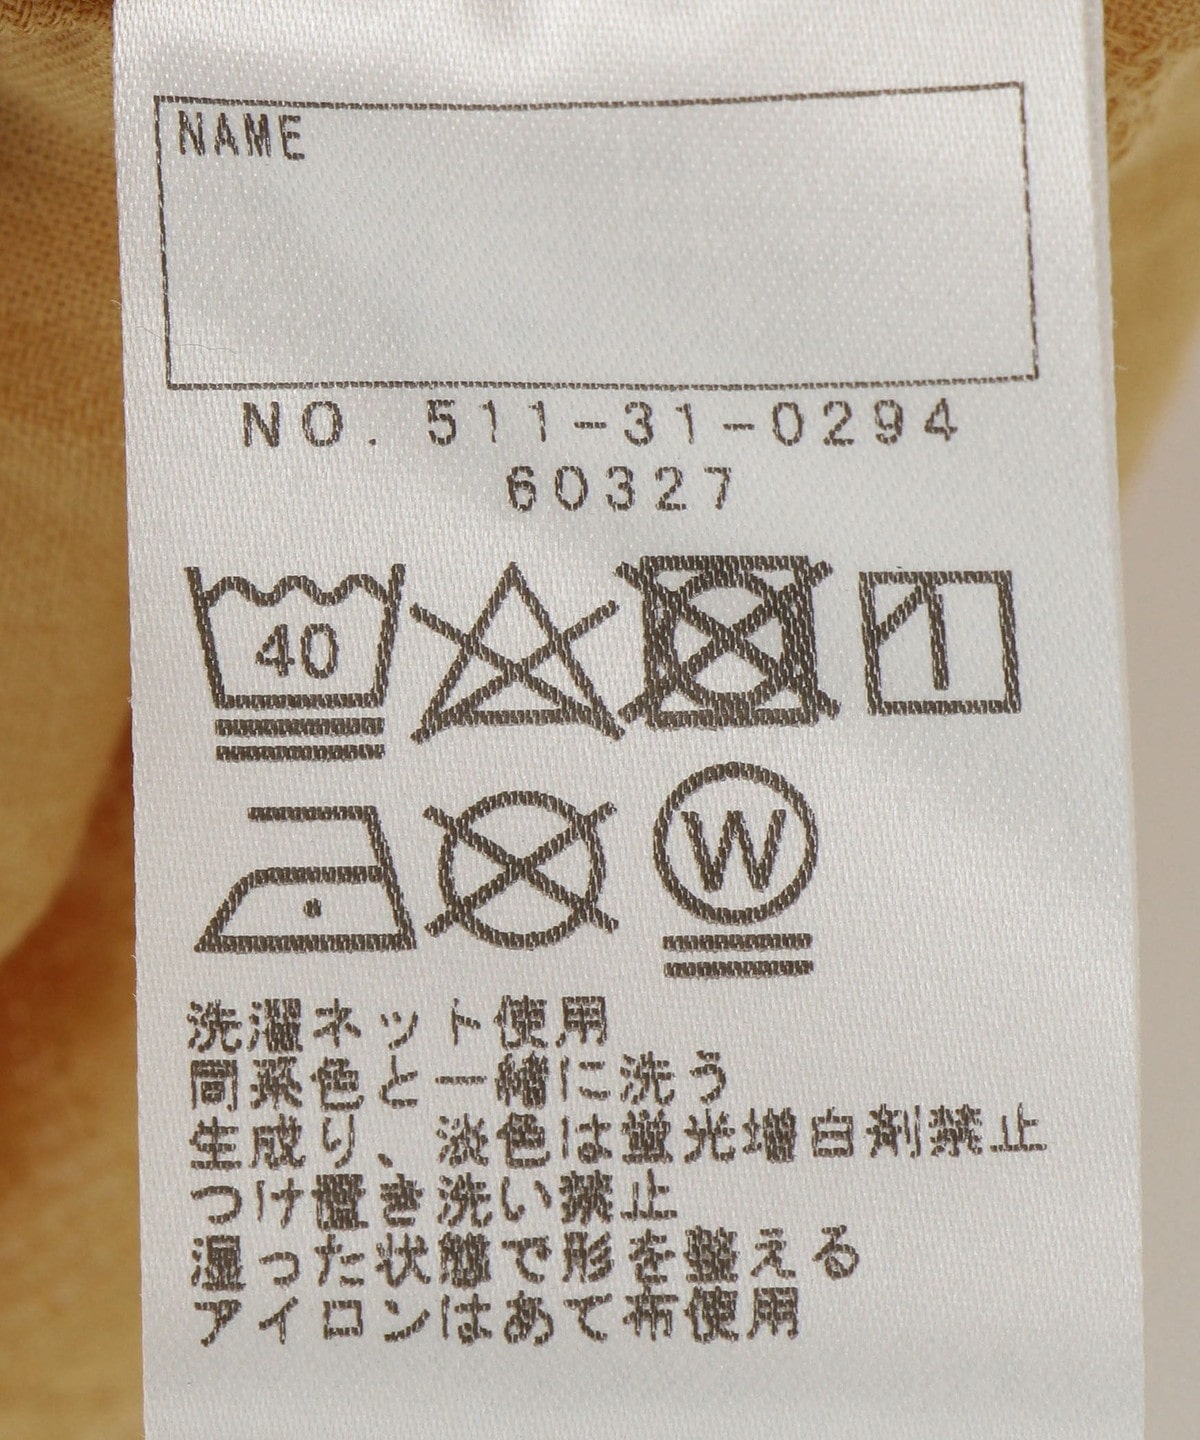 NAME
NO. 511-31-0294
60327
40
W
洗濯ネット使用
同系色と一緒に洗う
生成り、淡色は蛍光増白剤禁止
つけ置き洗い禁止
湿った状態で形を整える
アイロンはあて布使用